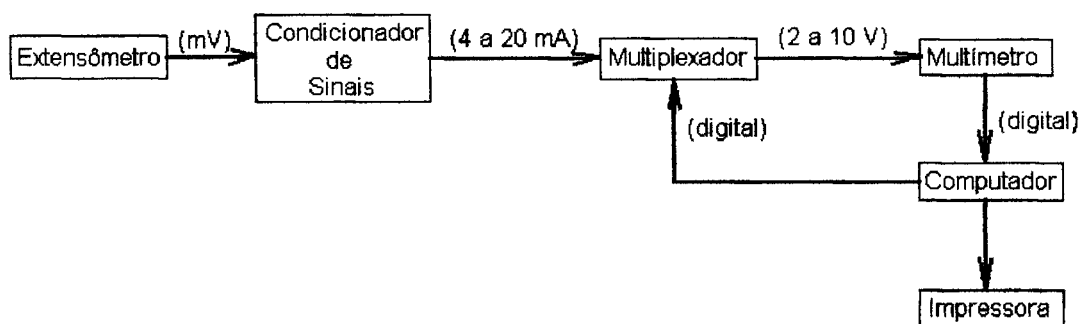 Extensômetro
(mV)
Condicionador
de
Sinais
(4 a 20 mA)
Multiplexador
(2 a 10 V)
Multímetro
(digital)
(digital)
Computador
Impressora